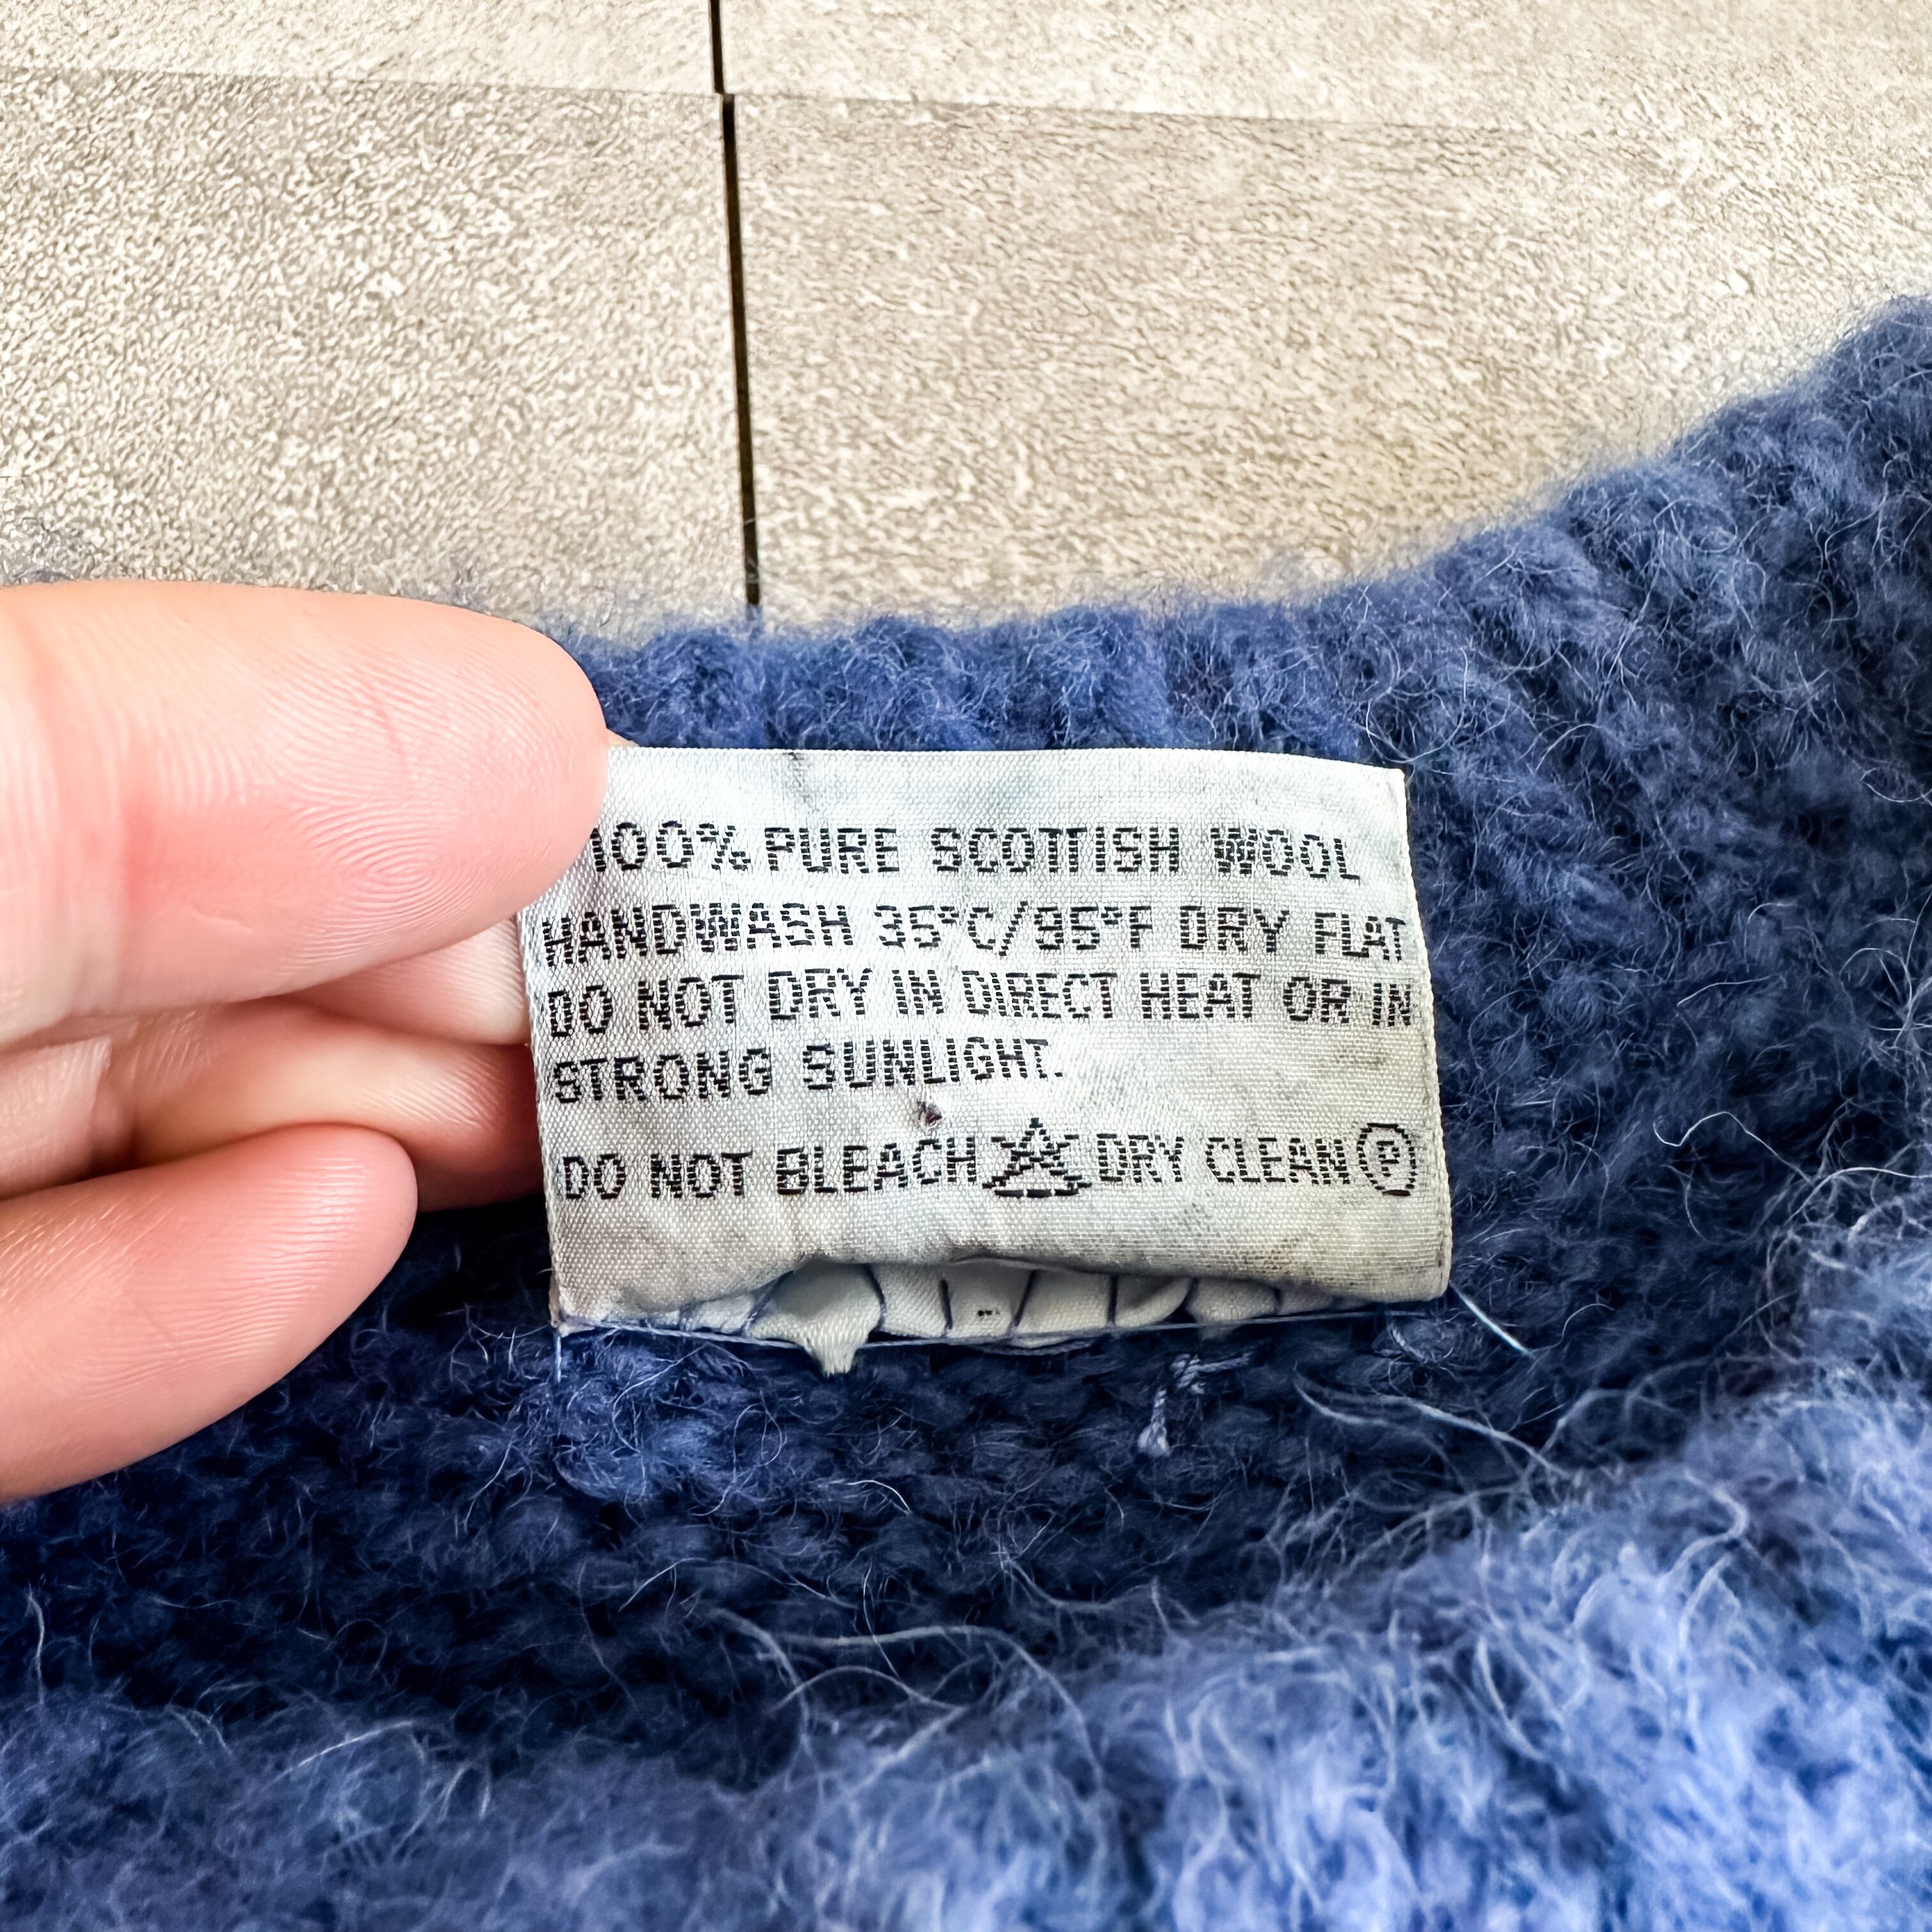 100% PURE SCOTTISH WOOL
HANDWASH 35°C/95°F DRY FLAT
DO NOT DRY IN DIRECT HEAT OR IN
STRONG SUNLIGHT.
DO NOT BLEACH DRY CLEAN P